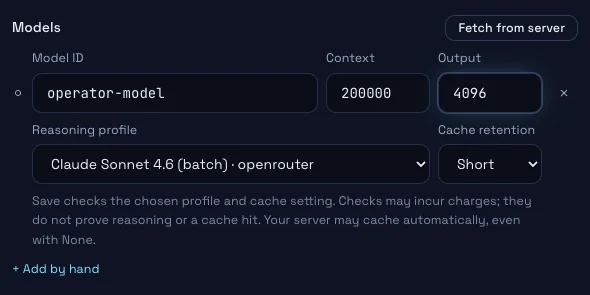 Models
Fetch from server
Model ID
Context
Output
operator-model
200000
4096
×
Reasoning profile
Cache retention
Claude Sonnet 4.6 (batch) · openrouter
Short
Save checks the chosen profile and cache setting. Checks may incur charges; they
do not prove reasoning or a cache hit. Your server may cache automatically, even
with None.
+ Add by hand